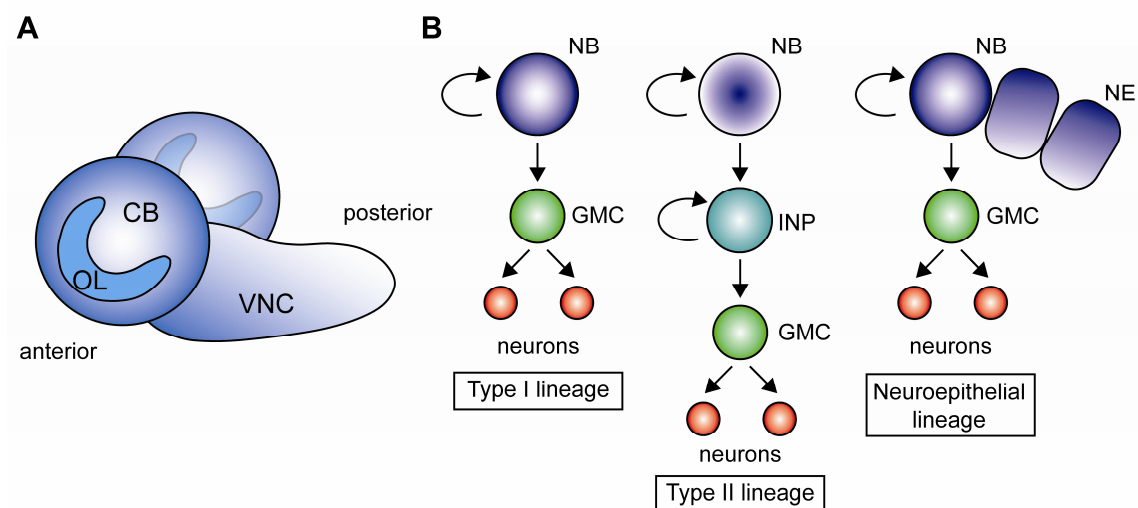 A
CB
OL
VNC
posterior
anterior
B
NB
GMC
neurons
Type I lineage
NB
INP
GMC
neurons
Type II lineage
NB
NE
GMC
neurons
Neuroepithelial
lineage